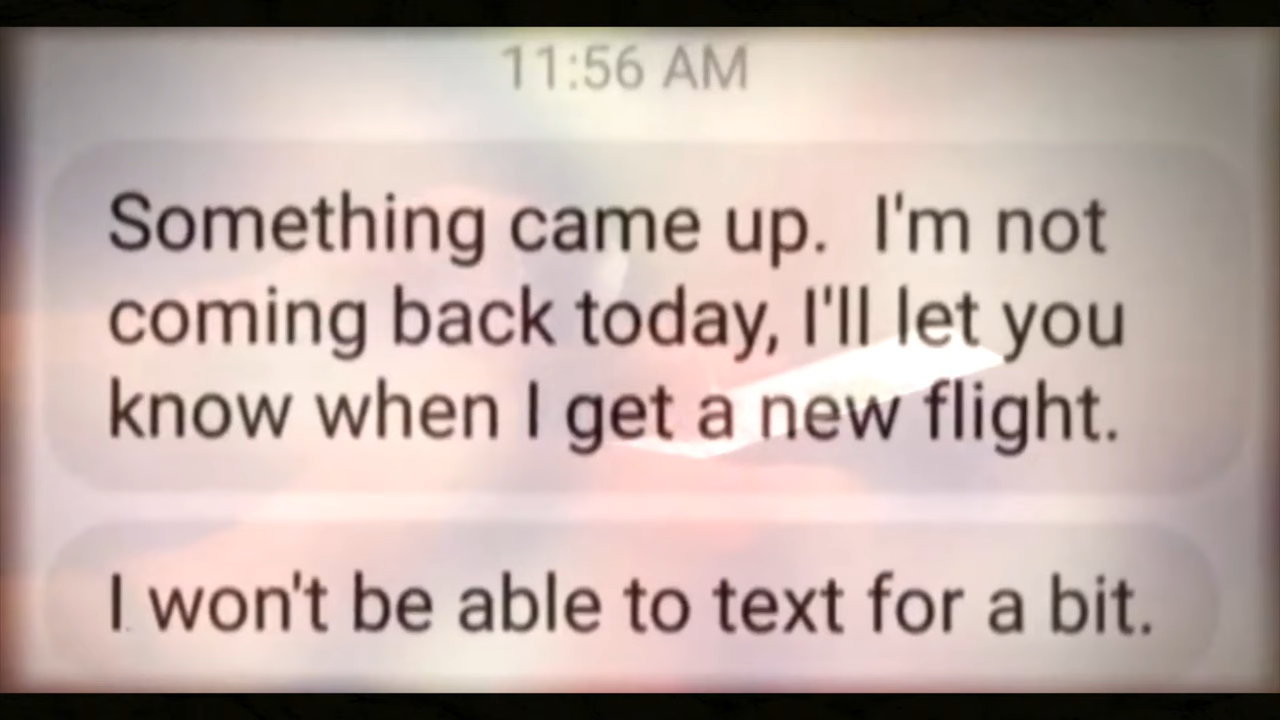 11:56 AM
Something came up.  I'm not
coming back today, I'll let you
know when I get a new flight.
I won't be able to text for a bit.